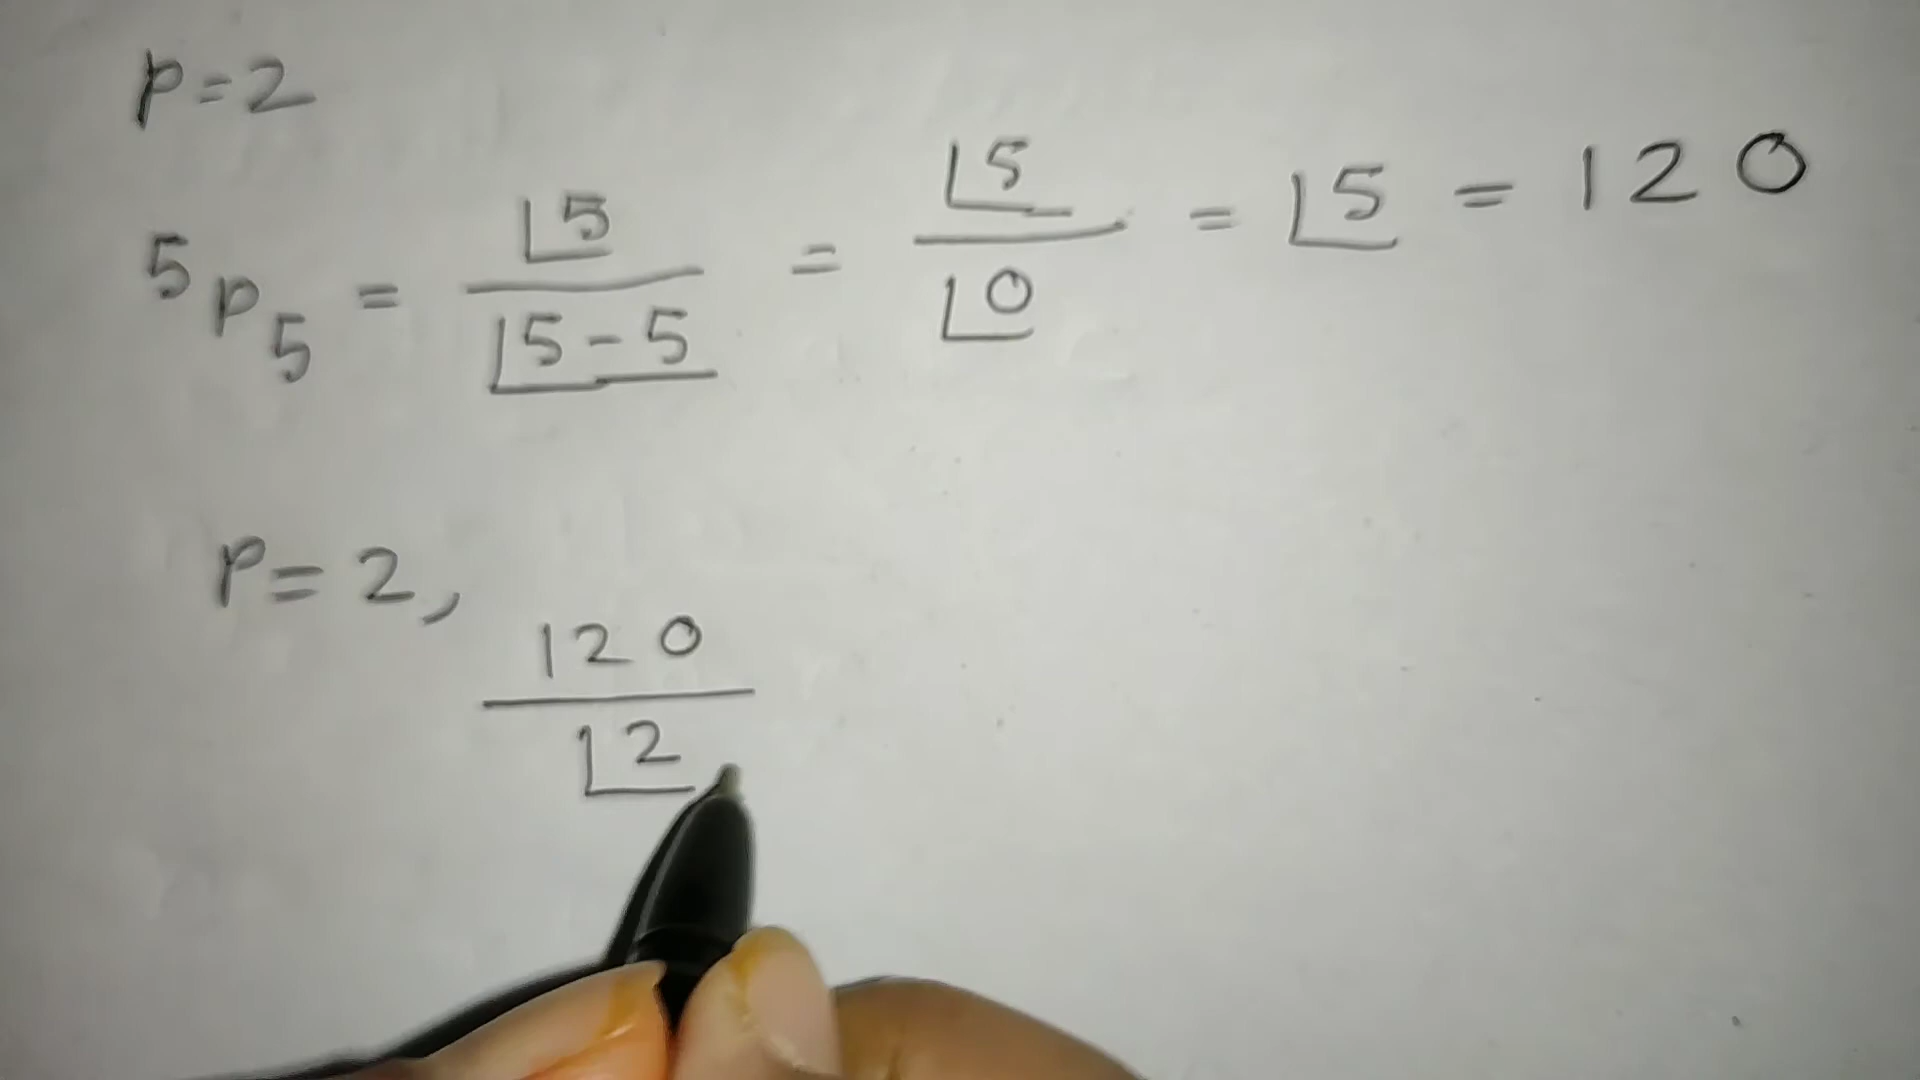 P=2
5P5 = ⌊5 / ⌊5-5 = ⌊5 / ⌊0 = ⌊5 = 120
P=2, 120 / ⌊2